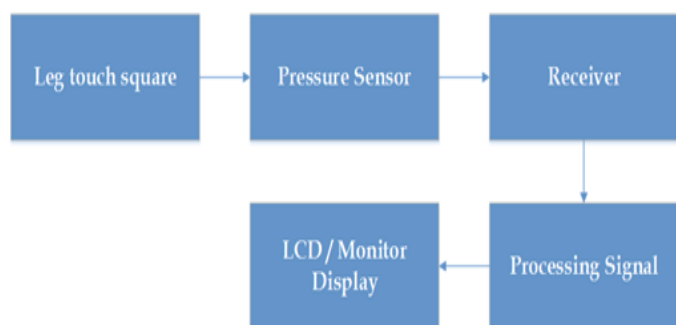 Leg touch square
Pressure Sensor
Receiver
Processing Signal
LCD / Monitor
Display